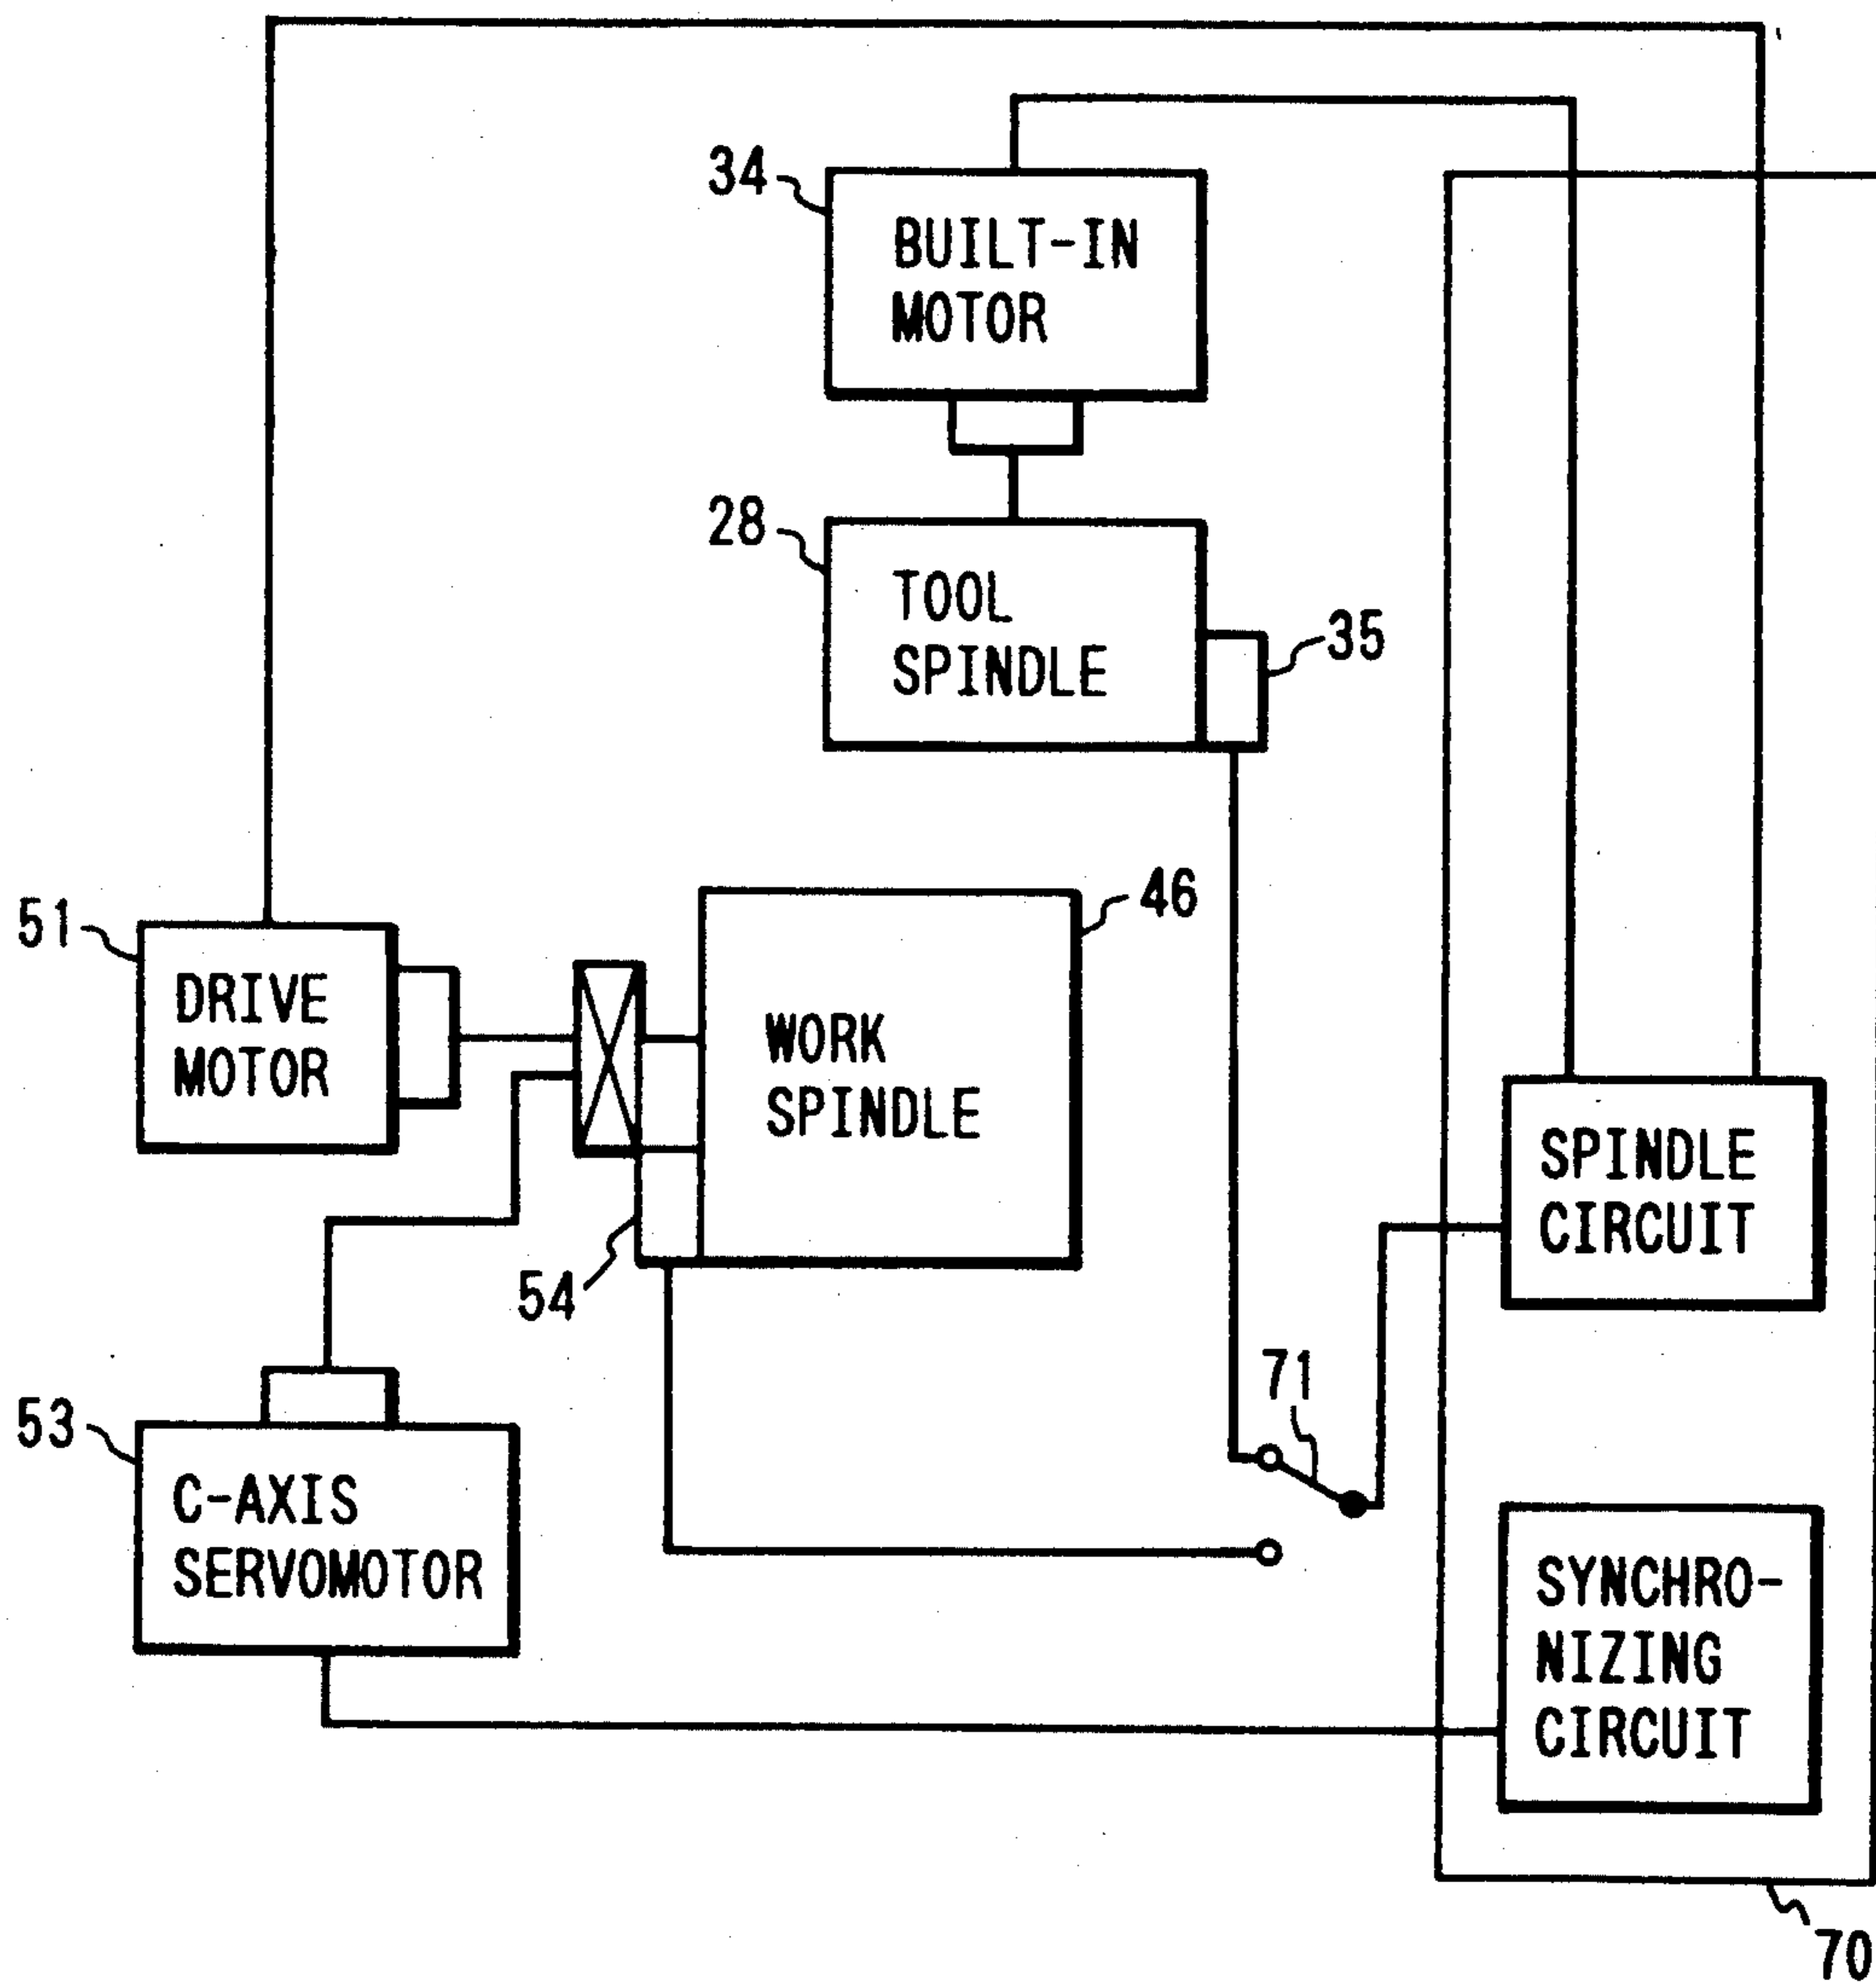 34
BUILT-IN
MOTOR
28
TOOL
SPINDLE
35
51
DRIVE
MOTOR
46
WORK
SPINDLE
54
SPINDLE
CIRCUIT
71
53
C-AXIS
SERVOMOTOR
SYNCHRO-
NIZING
CIRCUIT
70